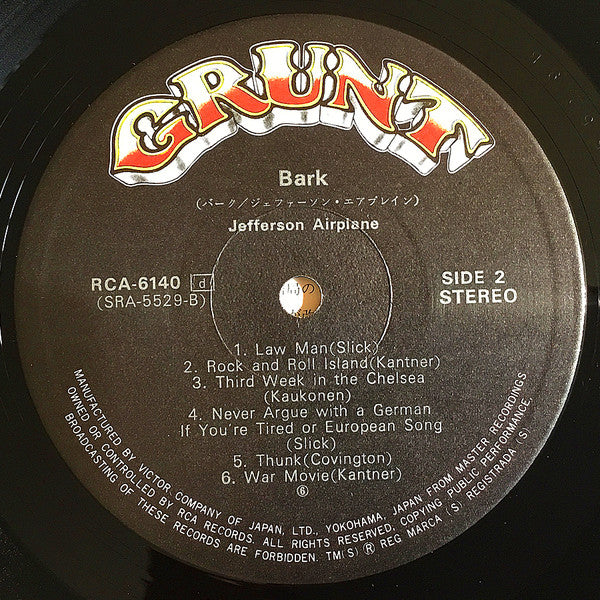 GRUNT
Bark
(バーク/ジェファーソン・エアプレイン)
Jefferson Airplane
RCA-6140 d
(SRA-5529-B)
SIDE 2
STEREO
1. Law Man(Slick)
2. Rock and Roll Island(Kantner)
3. Third Week in the Chelsea
(Kaukonen)
4. Never Argue with a German
If You're Tired or European Song
(Slick)
5. Thunk(Covington)
6. War Movie(Kantner)
⑥
MANUFACTURED BY VICTOR COMPANY OF JAPAN, LTD., YOKOHAMA, JAPAN FROM MASTER RECORDINGS
OWNED OR CONTROLLED BY RCA RECORDS. ALL RIGHTS RESERVED. COPYING PUBLIC PERFORMANCE.
BROADCASTING OF THESE RECORDS ARE FORBIDDEN. TM(S) ® REG MARCA (S) REGISTRADA (S)